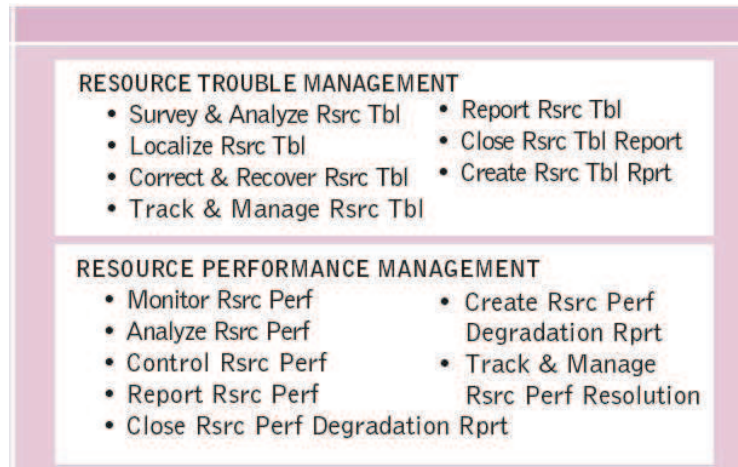 RESOURCE TROUBLE MANAGEMENT
• Survey & Analyze Rsrc Tbl
• Localize Rsrc Tbl
• Correct & Recover Rsrc Tbl
• Track & Manage Rsrc Tbl
• Report Rsrc Tbl
• Close Rsrc Tbl Report
• Create Rsrc Tbl Rprt
RESOURCE PERFORMANCE MANAGEMENT
• Monitor Rsrc Perf
• Analyze Rsrc Perf
• Control Rsrc Perf
• Report Rsrc Perf
• Close Rsrc Perf Degradation Rprt
• Create Rsrc Perf
Degradation Rprt
• Track & Manage
Rsrc Perf Resolution